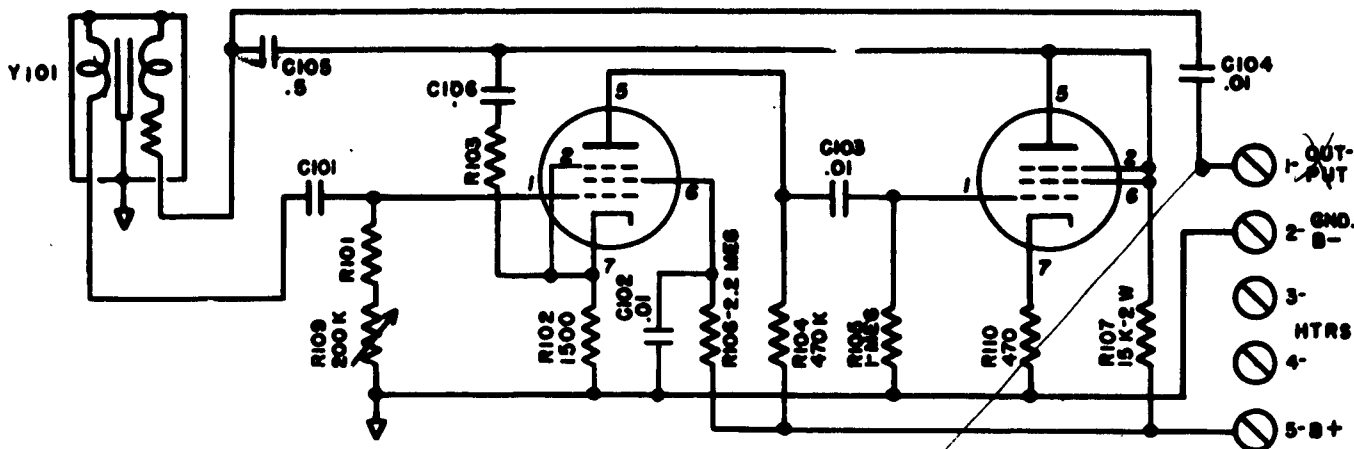 Y101
C105
.5
C106
R103
5
2
1
6
7
C101
R101
R109
200K
R102
1500
C102
.01
R106-2.2 MEG
R104
470 K
C103
.01
R105
1-MEG
5
1
2
6
7
R110
470
R107
15 K-2 W
C104
.01
1- OUT-
PUT
2- GND.
B-
3-
HTRS
4-
5- B+